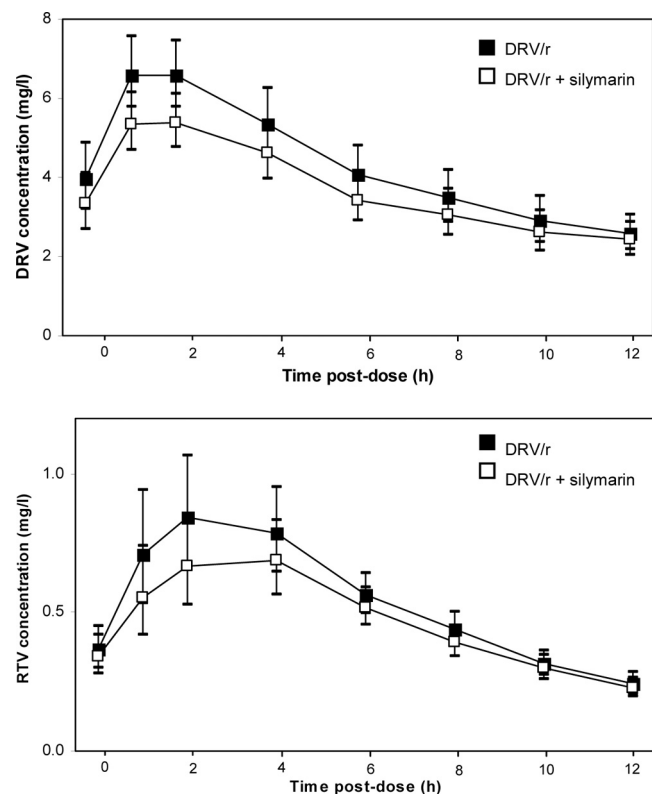 8
DRV/r
DRV/r + silymarin
6
4
2
0
DRV concentration (mg/l)
0 2 4 6 8 10 12
Time post-dose (h)
DRV/r
DRV/r + silymarin
1.0
0.5
0.0
RTV concentration (mg/l)
0 2 4 6 8 10 12
Time post-dose (h)